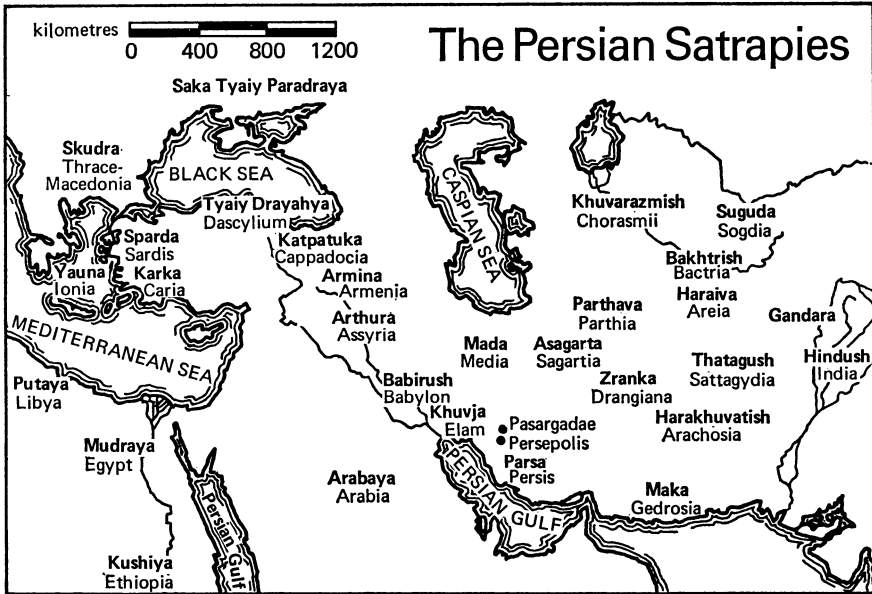 kilometres
0 400 800 1200
The Persian Satrapies
Saka Tyaiy Paradraya
Skudra
Thrace-
Macedonia
BLACK SEA
Tyaiy Drayahya
Dascylium
CASPIAN SEA
Khuvarazmish
Chorasmii
Suguda
Sogdia
Sparda
Sardis
Katpatuka
Cappadocia
Bakhtrish
Bactria
Yauna
Ionia
Karka
Caria
Armina
Armenia
Haraiva
Areia
Parthava
Parthia
Gandara
Arthura
Assyria
MEDITERRANEAN SEA
Mada
Media
Asagarta
Sagartia
Thatagush
Sattagydia
Hindush
India
Putaya
Libya
Babirush
Babylon
Zranka
Drangiana
Khuvja
Elam
Pasargadae
Persepolis
Harakhuvatish
Arachosia
Mudraya
Egypt
Parsa
Persis
Arabaya
Arabia
PERSIAN GULF
Maka
Gedrosia
Persian Gulf
Kushiya
Ethiopia